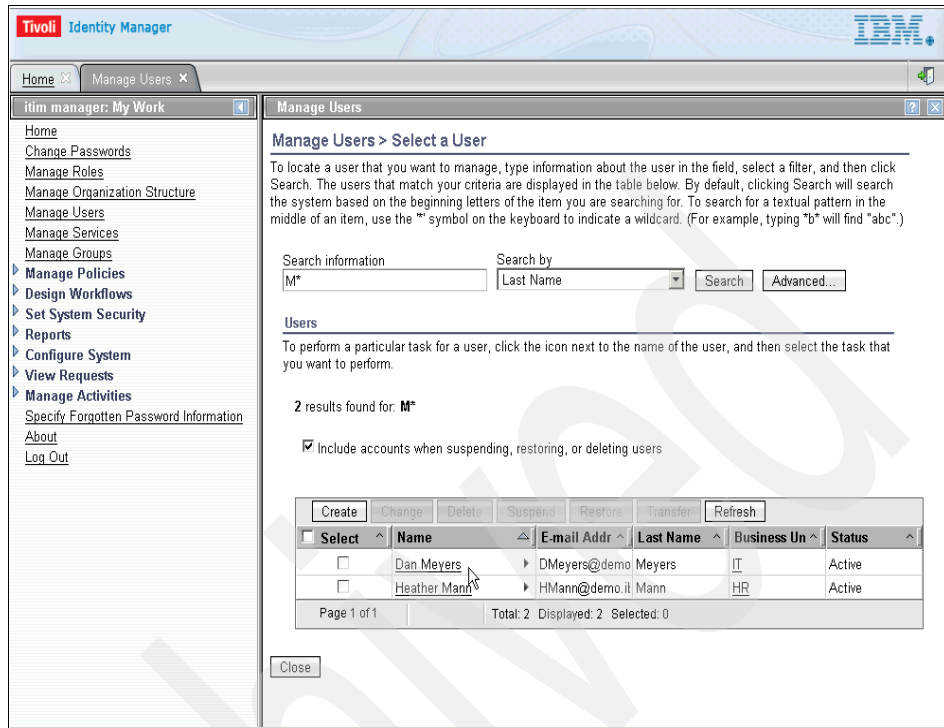 Tivoli Identity Manager
IBM.
Home
Manage Users
itim manager: My Work
Home
Change Passwords
Manage Roles
Manage Organization Structure
Manage Users
Manage Services
Manage Groups
Manage Policies
Design Workflows
Set System Security
Reports
Configure System
View Requests
Manage Activities
Specify Forgotten Password Information
About
Log Out
Manage Users
?
Manage Users > Select a User
To locate a user that you want to manage, type information about the user in the field, select a filter, and then click
Search. The users that match your criteria are displayed in the table below. By default, clicking Search will search
the system based on the beginning letters of the item you are searching for. To search for a textual pattern in the
middle of an item, use the '*' symbol on the keyboard to indicate a wildcard. (For example, typing *b* will find "abc".)
Search information Search by
M* Last Name Search Advanced...
Users
To perform a particular task for a user, click the icon next to the name of the user, and then select the task that
you want to perform.
2 results found for: M*
Include accounts when suspending, restoring, or deleting users
Create Change Delete Suspend Restore Transfer Refresh
Select Name E-mail Addr Last Name Business Un Status
Dan Meyers DMeyers@demo Meyers IT Active
Heather Mann HMann@demo.it Mann HR Active
Page 1 of 1 Total: 2 Displayed: 2 Selected: 0
Close